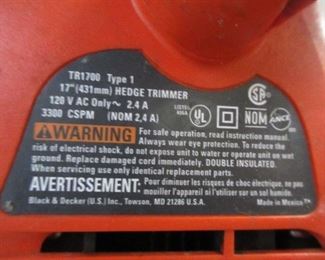 TR1700 Type 1
17" (431mm) HEDGE TRIMMER
120 V AC Only~ 2.4 A
3300 CSPM (NOM 2,4 A)
LISTED
UL
SA
NOM
ANCE
WARNING For safe operation, read instruction manual.
Always wear eye protection. To reduce the
risk of electrical shock, do not expose unit to water or operate unit on wet
ground. Replace damaged cord immediately. DOUBLE INSULATED.
When servicing use only identical replacement parts.
AVERTISSEMENT: Pour diminuer les risques de choc électrique, ne pas
mouiller l'appareil ni l'utiliser sur un sol humide.
Black & Decker (U.S.) Inc., Towson, MD 21286 U.S.A. Made in Mexico